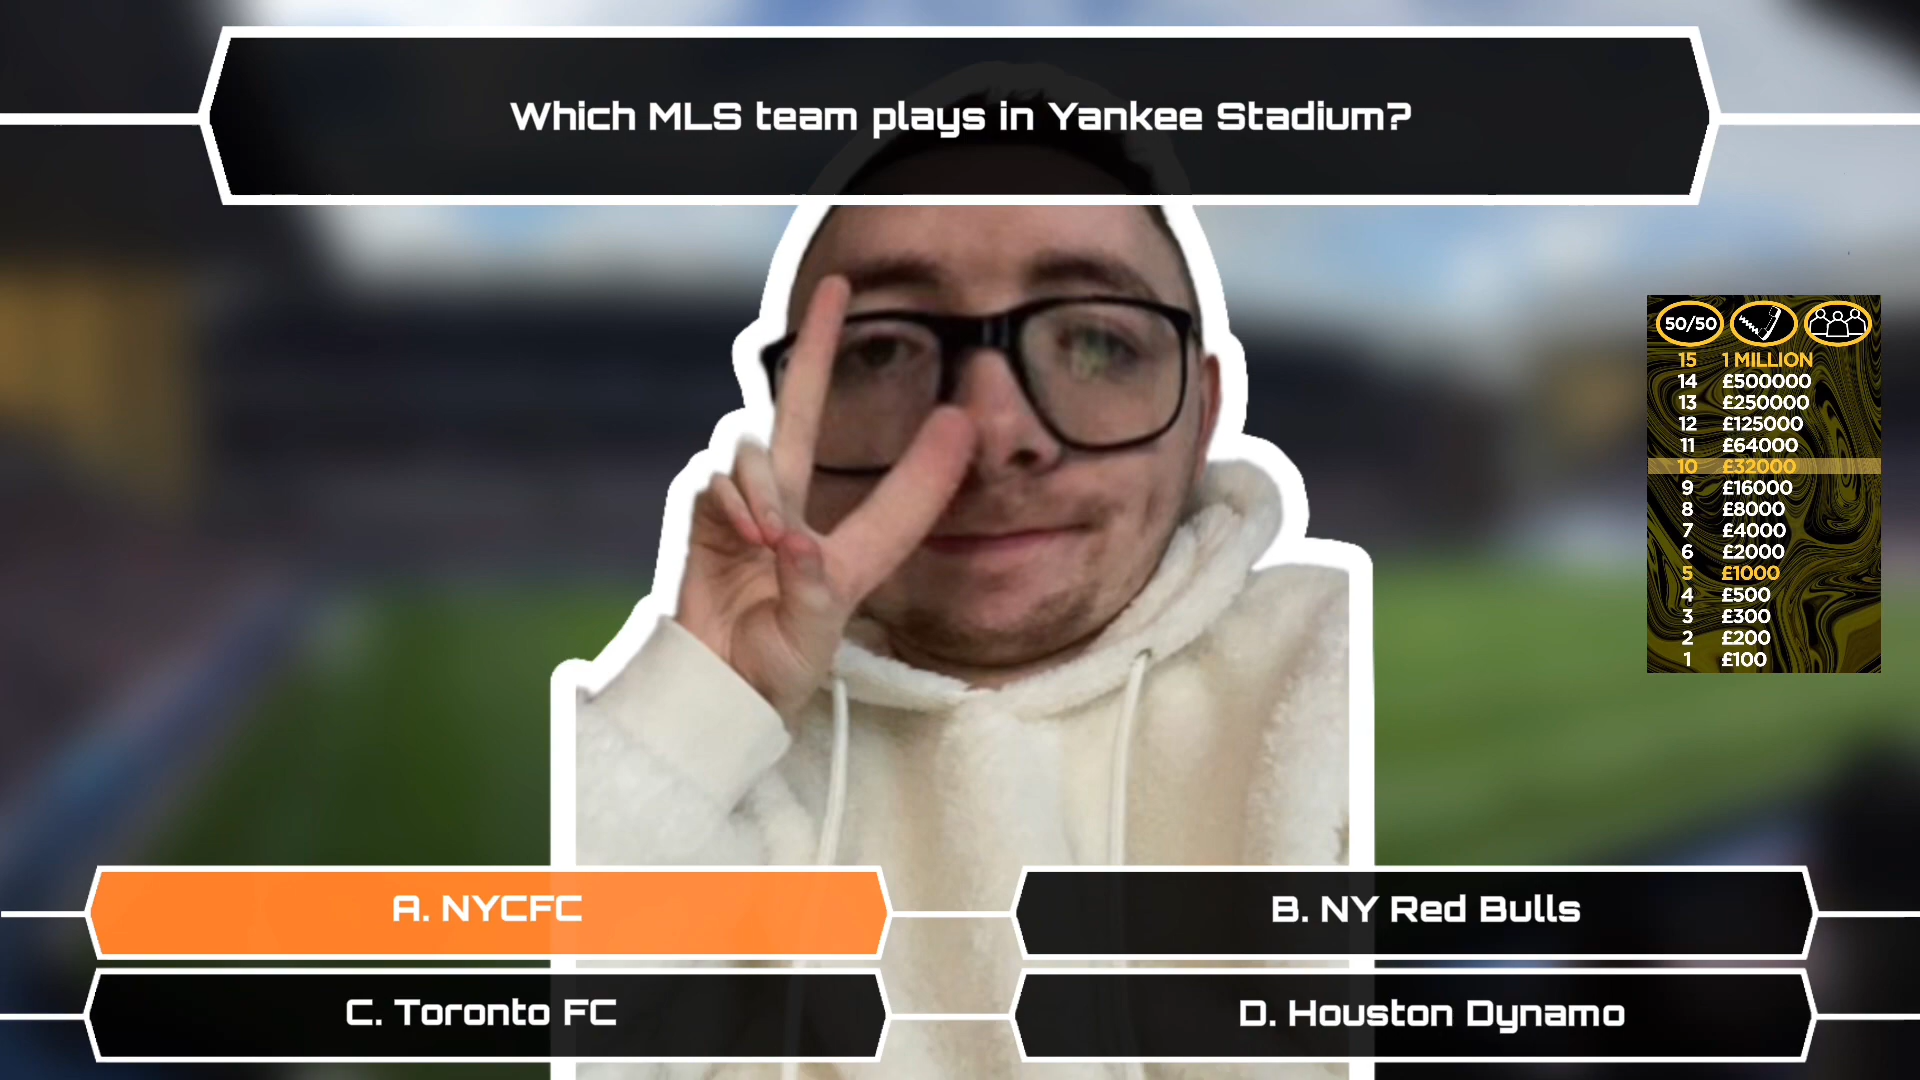 Which MLS team plays in Yankee Stadium?
50/50
15 1 MILLION
14 £500000
13 £250000
12 £125000
11 £64000
10 £32000
9 £16000
8 £8000
7 £4000
6 £2000
5 £1000
4 £500
3 £300
2 £200
1 £100
A. NYCFC
B. NY Red Bulls
C. Toronto FC
D. Houston Dynamo